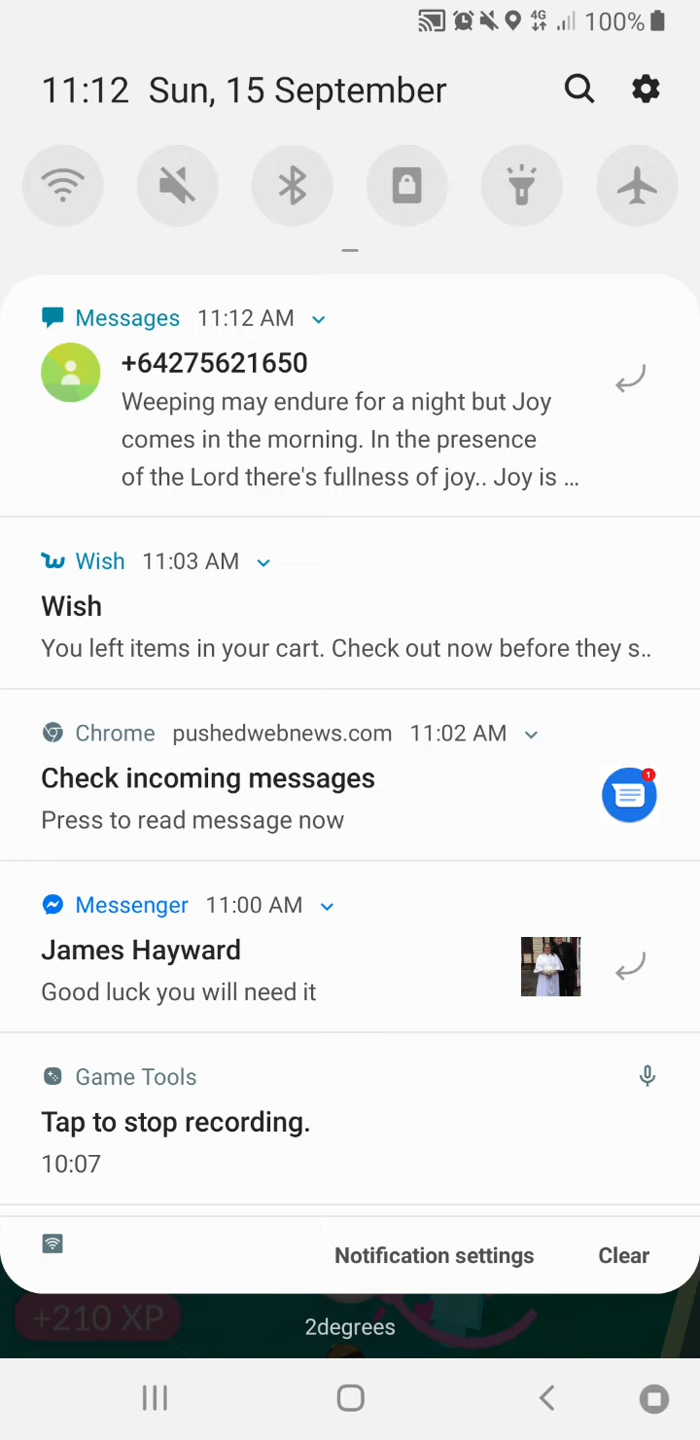 4G 100%
11:12 Sun, 15 September
Messages 11:12 AM
+64275621650
Weeping may endure for a night but Joy
comes in the morning. In the presence
of the Lord there's fullness of joy.. Joy is ...
Wish 11:03 AM
Wish
You left items in your cart. Check out now before they s..
Chrome pushedwebnews.com 11:02 AM
Check incoming messages
1
Press to read message now
Messenger 11:00 AM
James Hayward
Good luck you will need it
Game Tools
Tap to stop recording.
10:07
Notification settings Clear
+210 XP
2degrees